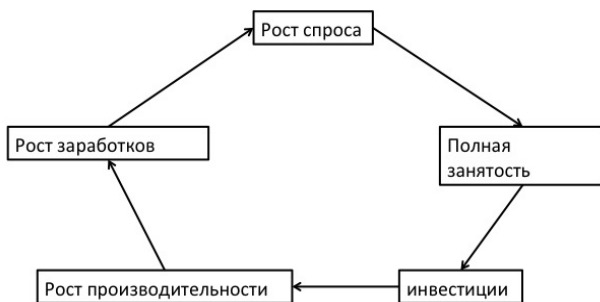 Рост спроса
Рост заработков
Полная
занятость
Рост производительности
инвестиции